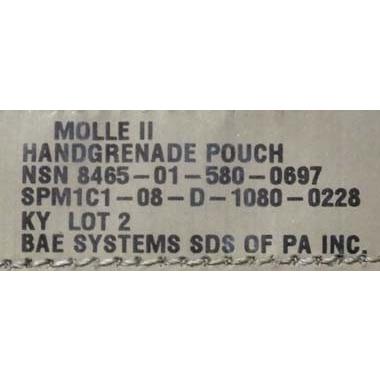 MOLLE II
HANDGRENADE POUCH
NSN 8465-01-580-0697
SPM1C1-08-D-1080-0228
KY LOT 2
BAE SYSTEMS SDS OF PA INC.